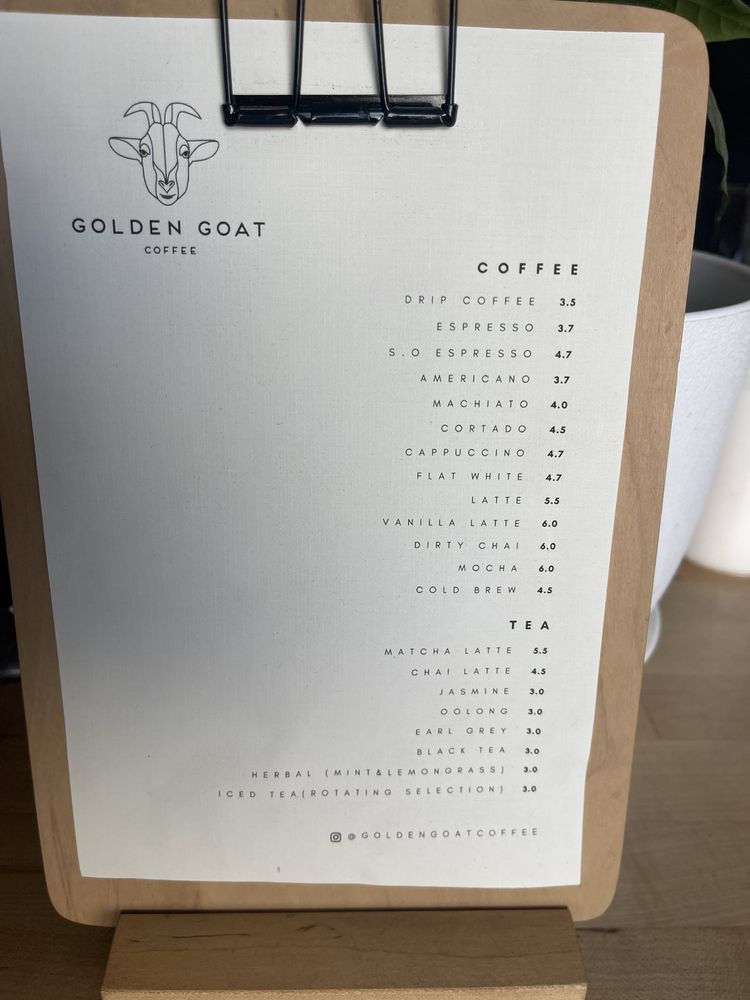 GOLDEN GOAT
COFFEE
COFFEE
DRIP COFFEE 3.5
ESPRESSO 3.7
S.O ESPRESSO 4.7
AMERICANO 3.7
MACHIATO 4.0
CORTADO 4.5
CAPPUCCINO 4.7
FLAT WHITE 4.7
LATTE 5.5
VANILLA LATTE 6.0
DIRTY CHAI 6.0
MOCHA 6.0
COLD BREW 4.5
TEA
MATCHA LATTE 5.5
CHAI LATTE 4.5
JASMINE 3.0
OOLONG 3.0
EARL GREY 3.0
BLACK TEA 3.0
HERBAL (MINT&LEMONGRASS) 3.0
ICED TEA(ROTATING SELECTION) 3.0
@GOLDENGOATCOFFEE